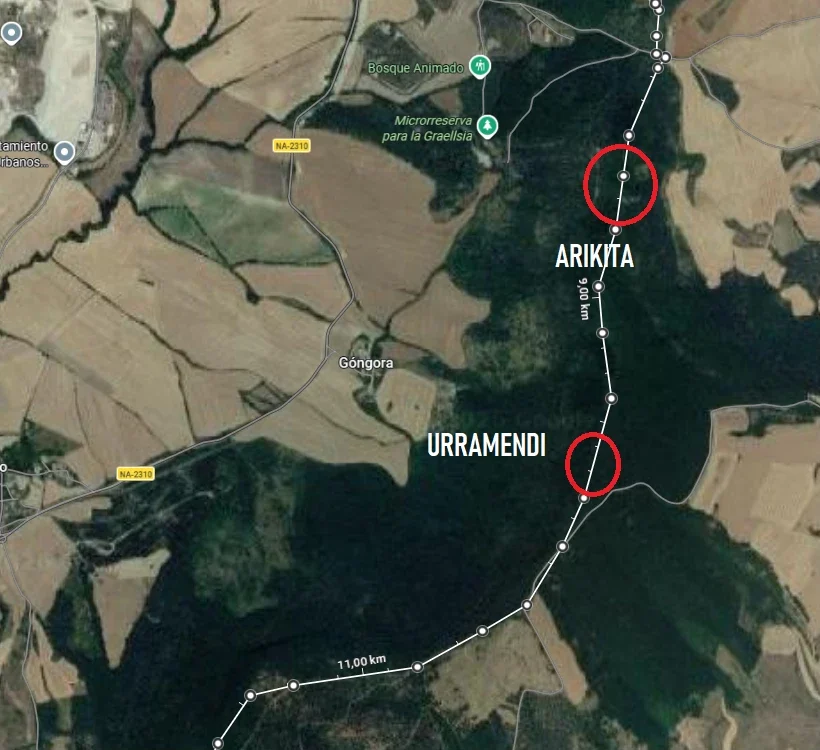 Bosque Animado
Microrreserva
para la Graellsia
NA-2310
tamiento
rbanos...
ARIKITA
9,00 km
Góngora
URRAMENDI
NA-2310
o
11,00 km